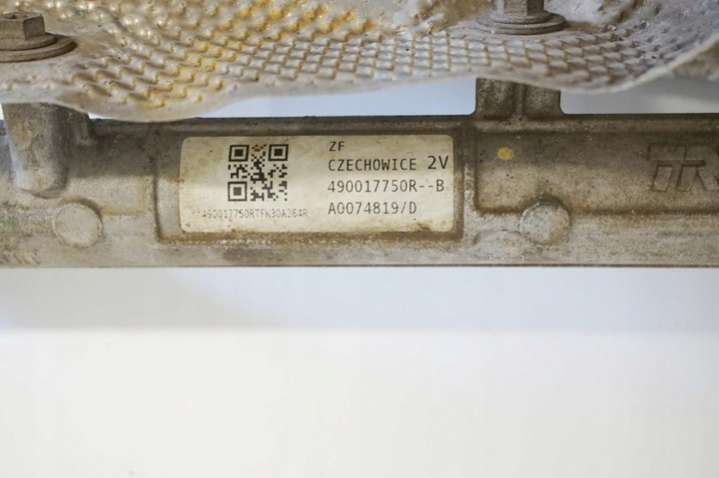 ZF
CZECHOWICE 2V
490017750R--B
A0074819/D